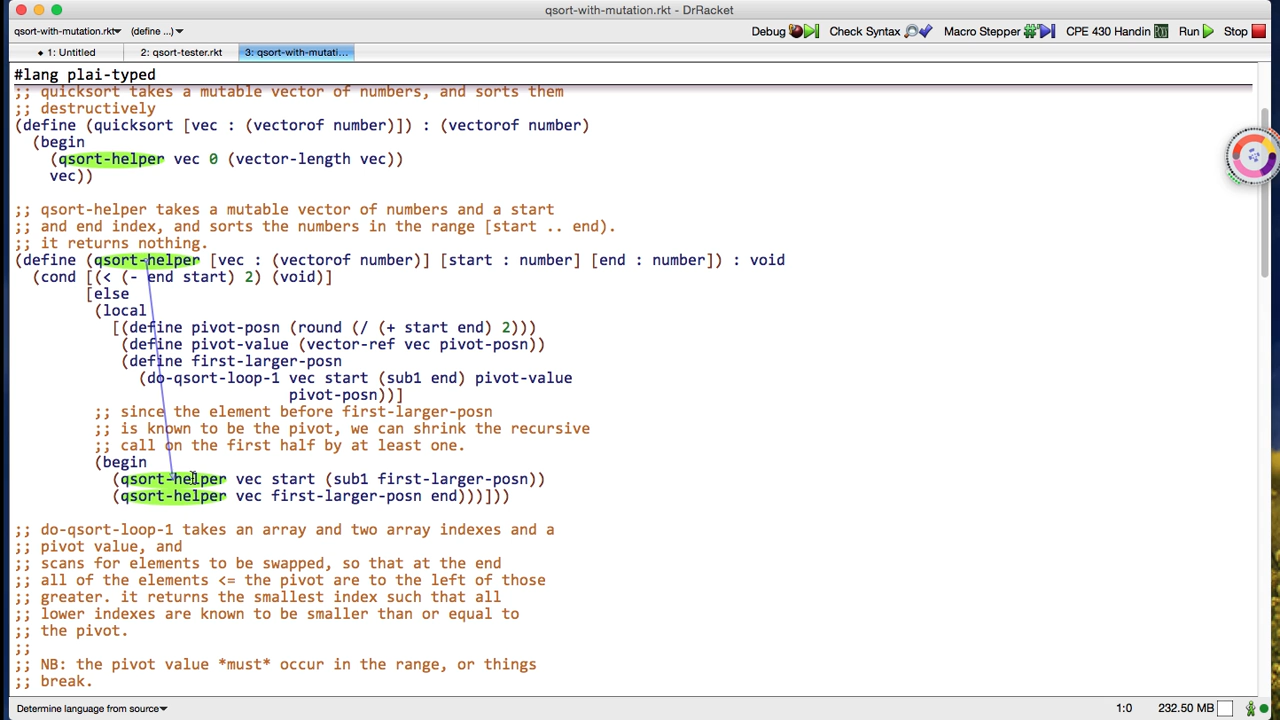 qsort-with-mutation.rkt - DrRacket
qsort-with-mutation.rkt▾ (define ...)▾ Debug Check Syntax Macro Stepper CPE 430 Handin Run Stop
1: Untitled 2: qsort-tester.rkt 3: qsort-with-mutati...
#lang plai-typed
;; quicksort takes a mutable vector of numbers, and sorts them
;; destructively
(define (quicksort [vec : (vectorof number)]) : (vectorof number)
(begin
(qsort-helper vec 0 (vector-length vec))
vec))
;; qsort-helper takes a mutable vector of numbers and a start
;; and end index, and sorts the numbers in the range [start .. end).
;; it returns nothing.
(define (qsort-helper [vec : (vectorof number)] [start : number] [end : number]) : void
(cond [(< (- end start) 2) (void)]
[else
(local
[(define pivot-posn (round (/ (+ start end) 2)))
(define pivot-value (vector-ref vec pivot-posn))
(define first-larger-posn
(do-qsort-loop-1 vec start (sub1 end) pivot-value
pivot-posn))]
;; since the element before first-larger-posn
;; is known to be the pivot, we can shrink the recursive
;; call on the first half by at least one.
(begin
(qsort-helper vec start (sub1 first-larger-posn))
(qsort-helper vec first-larger-posn end)))]))
;; do-qsort-loop-1 takes an array and two array indexes and a
;; pivot value, and
;; scans for elements to be swapped, so that at the end
;; all of the elements <= the pivot are to the left of those
;; greater. it returns the smallest index such that all
;; lower indexes are known to be smaller than or equal to
;; the pivot.
;;
;; NB: the pivot value *must* occur in the range, or things
;; break.
Determine language from source▾ 1:0 232.50 MB